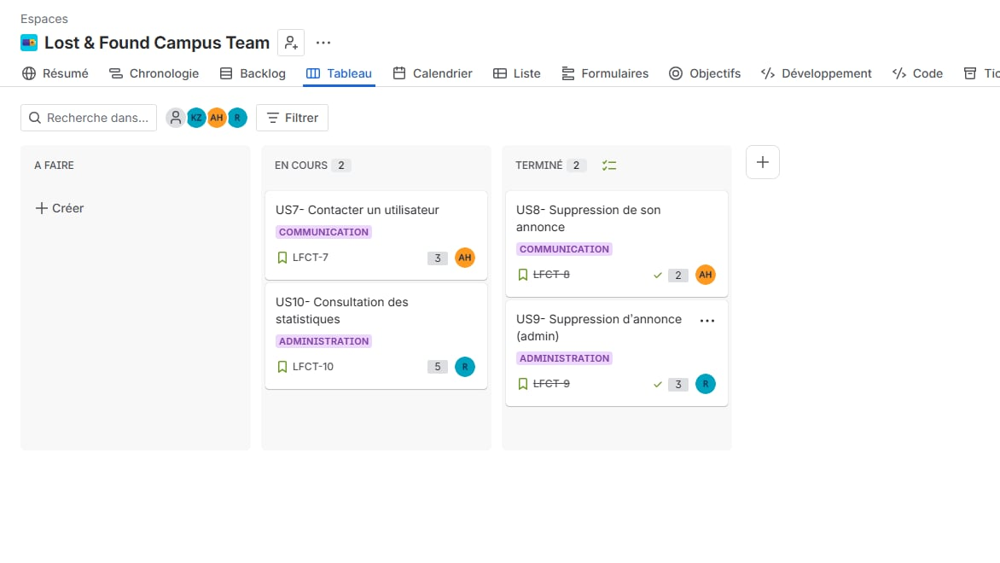 Espaces
Lost & Found Campus Team
Résumé Chronologie Backlog Tableau Calendrier Liste Formulaires Objectifs Développement Code Tic
Recherche dans... KZ AH R Filtrer
A FAIRE
Créer
EN COURS 2
US7- Contacter un utilisateur
COMMUNICATION
LFCT-7 3 AH
US10- Consultation des
statistiques
ADMINISTRATION
LFCT-10 5 R
TERMINÉ 2
US8- Suppression de son
annonce
COMMUNICATION
LFCT-8 2 AH
US9- Suppression d'annonce
(admin)
ADMINISTRATION
LFCT-9 3 R